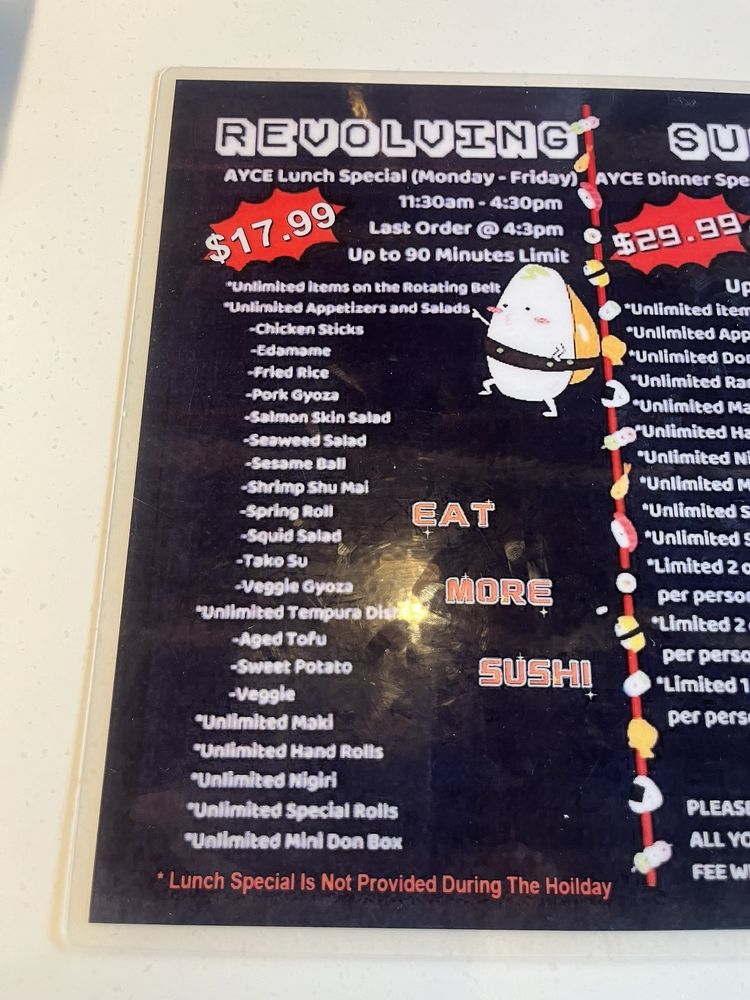 REVOLVING
AYCE Lunch Special (Monday - Friday)
11:30am - 4:30pm
$17.99
Last Order @ 4:3pm
Up to 90 Minutes Limit
*Unlimited items on the Rotating Belt
*Unlimited Appetizers and Salads
-Chicken Sticks
-Edamame
-Fried Rice
-Pork Gyoza
-Salmon Skin Salad
-Seaweed Salad
-Sesame Ball
-Shrimp Shu Mai
-Spring Roll
-Squid Salad
-Tako Su
-Veggie Gyoza
*Unlimited Tempura
-Aged Tofu
-Sweet Potato
-Veggie
*Unlimited Maki
*Unlimited Hand Rolls
*Unlimited Nigiri
*Unlimited Special Rolls
*Unlimited Mini Don Box
EAT
MORE
SUSHI
* Lunch Special Is Not Provided During The Hoilday
SU
AYCE Dinner Spe
$29.99
Up
*Unlimited item
*Unlimited App
*Unlimited Don
*Unlimited Ra
*Unlimited Ma
*Unlimited Ha
*Unlimited Ni
*Unlimited M
*Unlimited S
*Unlimited S
*Limited 2 o
per perso
*Limited 2
per perso
*Limited 1
per pers
PLEAS
ALL YO
FEE W